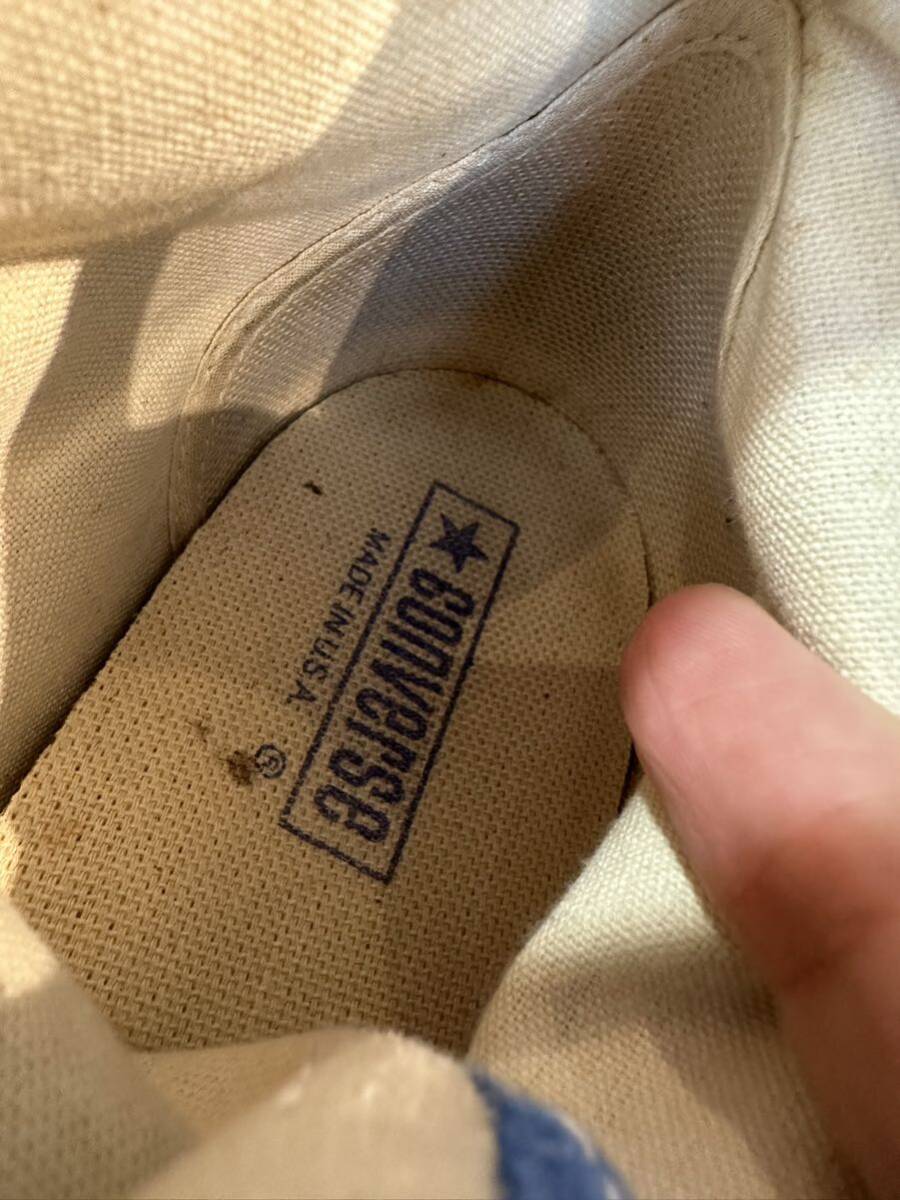 ★ converse
®
MADE IN U.S.A.